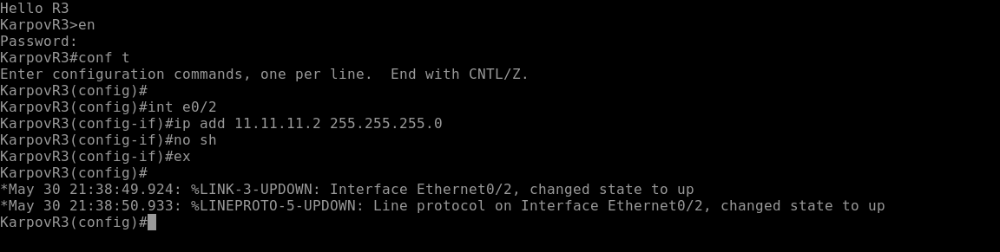 Hello R3
KarpovR3>en
Password:
KarpovR3#conf t
Enter configuration commands, one per line.  End with CNTL/Z.
KarpovR3(config)#
KarpovR3(config)#int e0/2
KarpovR3(config-if)#ip add 11.11.11.2 255.255.255.0
KarpovR3(config-if)#no sh
KarpovR3(config-if)#ex
KarpovR3(config)#
*May 30 21:38:49.924: %LINK-3-UPDOWN: Interface Ethernet0/2, changed state to up
*May 30 21:38:50.933: %LINEPROTO-5-UPDOWN: Line protocol on Interface Ethernet0/2, changed state to up
KarpovR3(config)#